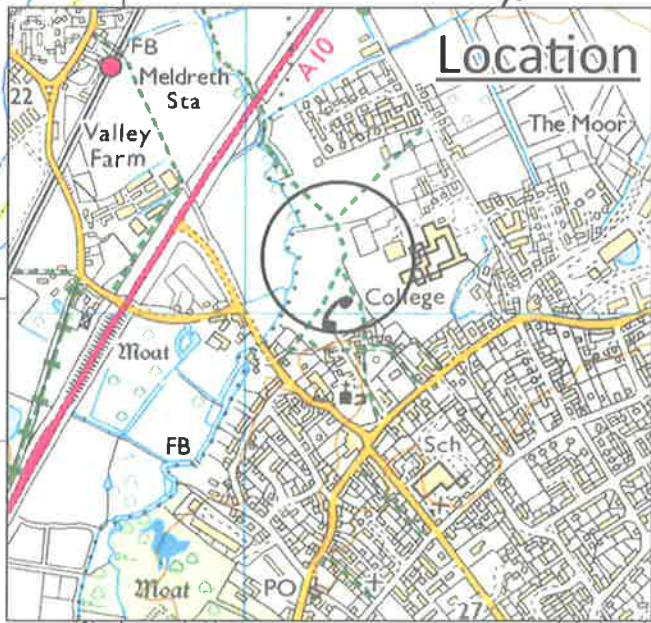 Location
FB
Meldreth
Sta
A10
22
The Moor
Valley
Farm
College
Moat
FB
Sch
Moat
PO
27